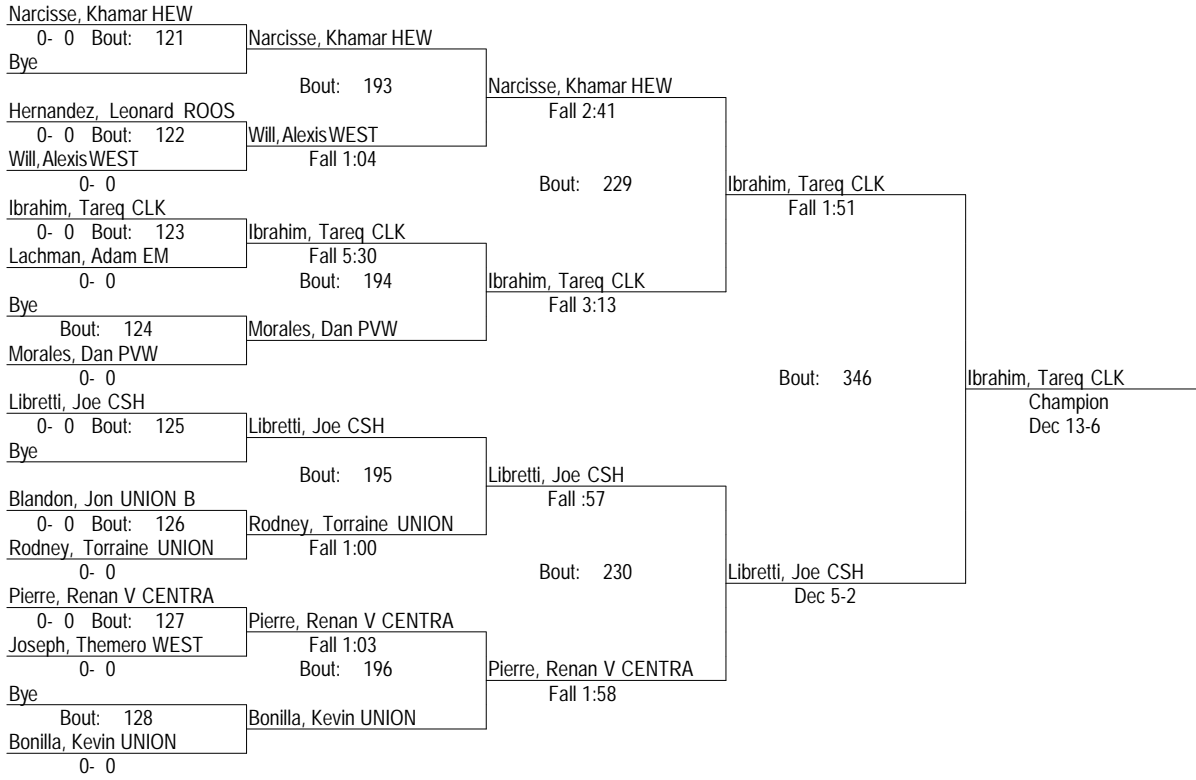 Narcisse, Khamar HEW
0- 0 Bout: 121
Bye
Hernandez, Leonard ROOS
0- 0 Bout: 122
Will, Alexis WEST
0- 0
Ibrahim, Tareq CLK
0- 0 Bout: 123
Lachman, Adam EM
0- 0
Bye
Bout: 124
Morales, Dan PVW
0- 0
Libretti, Joe CSH
0- 0 Bout: 125
Bye
Blandon, Jon UNION B
0- 0 Bout: 126
Rodney, Torraine UNION
0- 0
Pierre, Renan V CENTRA
0- 0 Bout: 127
Joseph, Themero WEST
0- 0
Bye
Bout: 128
Bonilla, Kevin UNION
0- 0
Narcisse, Khamar HEW
Bout: 193
Will, Alexis WEST
Fall 1:04
Ibrahim, Tareq CLK
Fall 5:30
Bout: 194
Morales, Dan PVW
Libretti, Joe CSH
Bout: 195
Rodney, Torraine UNION
Fall 1:00
Pierre, Renan V CENTRA
Fall 1:03
Bout: 196
Bonilla, Kevin UNION
Narcisse, Khamar HEW
Fall 2:41
Bout: 229
Ibrahim, Tareq CLK
Fall 3:13
Libretti, Joe CSH
Fall :57
Bout: 230
Pierre, Renan V CENTRA
Fall 1:58
Ibrahim, Tareq CLK
Fall 1:51
Bout: 346
Libretti, Joe CSH
Dec 5-2
Ibrahim, Tareq CLK
Champion
Dec 13-6